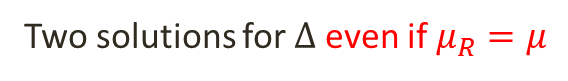 Two solutions for Δ even if μ_R = μ